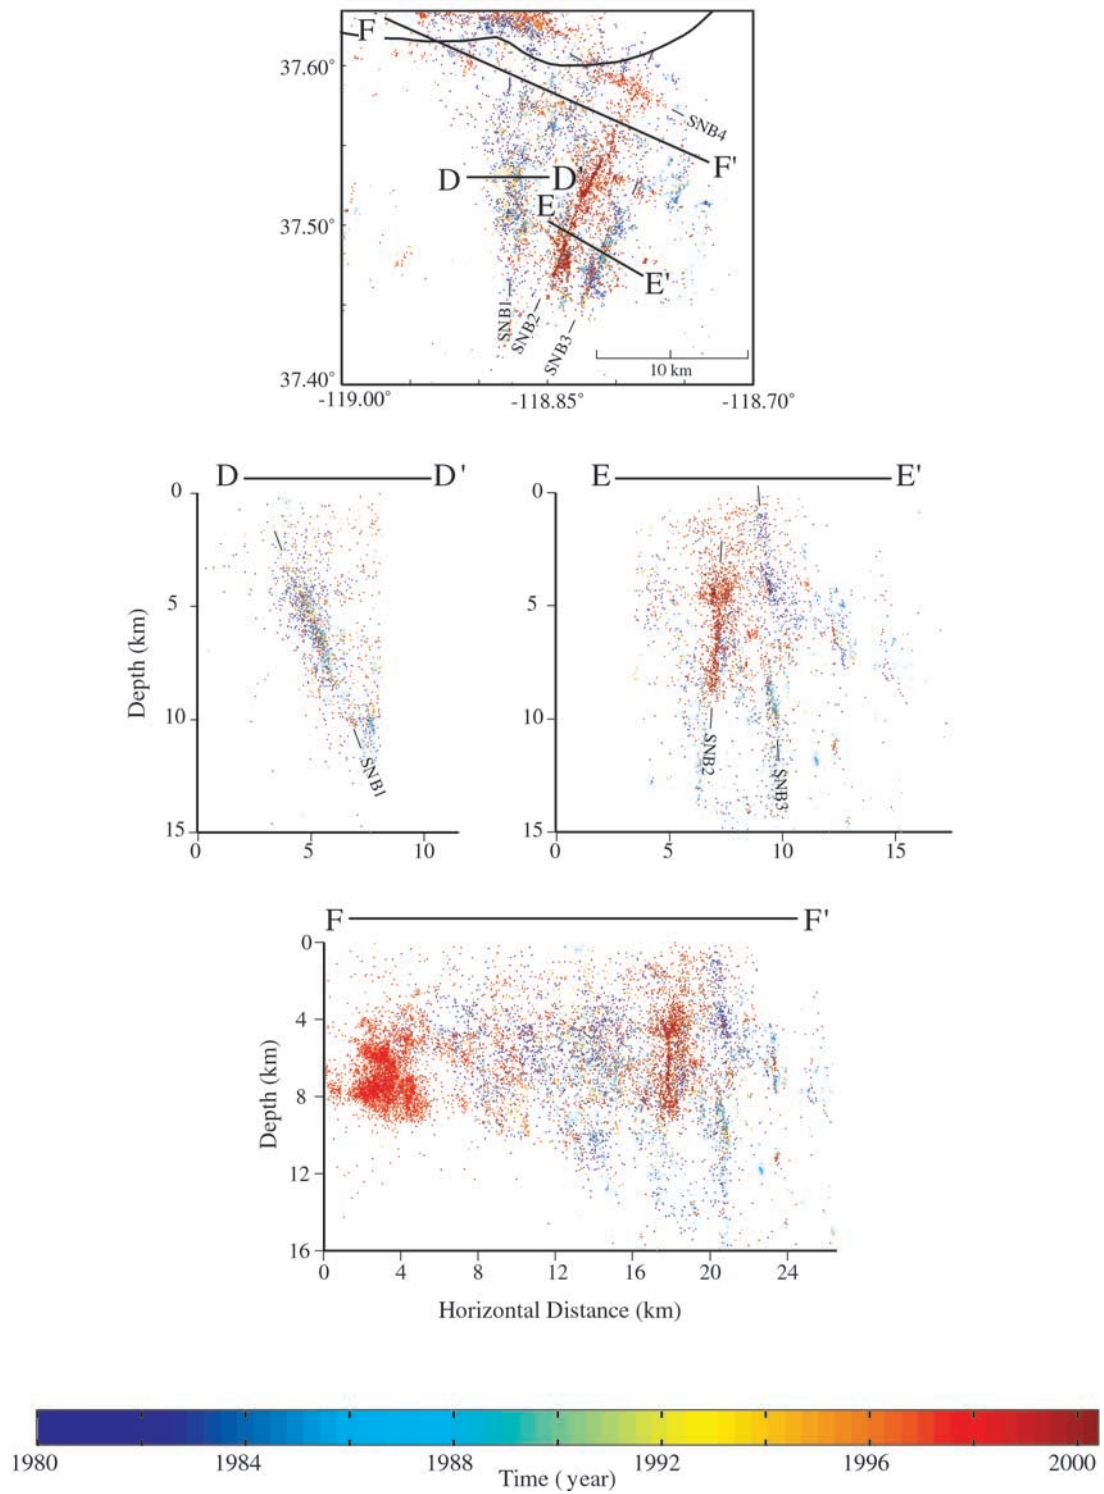 F
37.60°
SNB4
F'
D
D'
E
37.50°
E'
SNB1
SNB2
SNB3
10 km
37.40°
-119.00°
-118.85°
-118.70°
D
D'
0
5
10
15
Depth (km)
SNB1
0
5
10
E
E'
0
5
10
15
SNB2
SNB3
0
5
10
15
F
F'
0
4
8
12
16
Depth (km)
0
4
8
12
16
20
24
Horizontal Distance (km)
1980
1984
1988
1992
1996
2000
Time ( year)